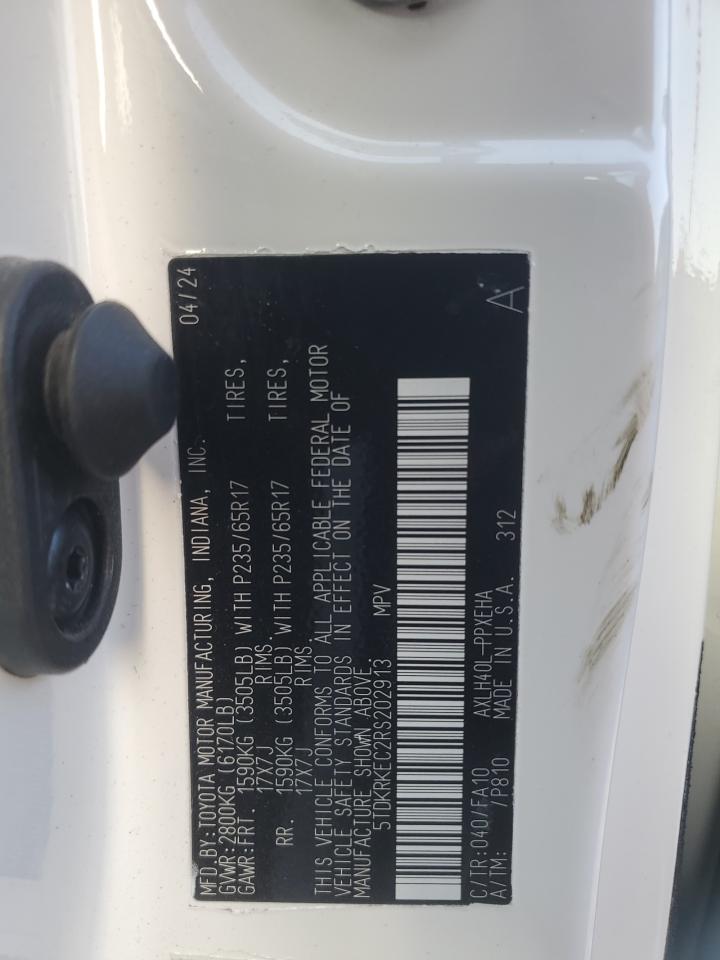 MFD.BY:TOYOTA MOTOR MANUFACTURING, INDIANA, INC. 04/24
GVWR:2800KG (6170LB)
GAWR:FRT. 1590KG (3505LB) WITH P235/65R17 TIRES,
17X7J RIMS.
RR. 1590KG (3505LB) WITH P235/65R17 TIRES,
17X7J RIMS.
THIS VEHICLE CONFORMS TO ALL APPLICABLE FEDERAL MOTOR
VEHICLE SAFETY STANDARDS IN EFFECT ON THE DATE OF
MANUFACTURE SHOWN ABOVE.
5TDKRKEC2RS202913 MPV
C/TR:040/FA10 AXLH40L-PPXEHA 312
A/TM: /P810 MADE IN U.S.A. A